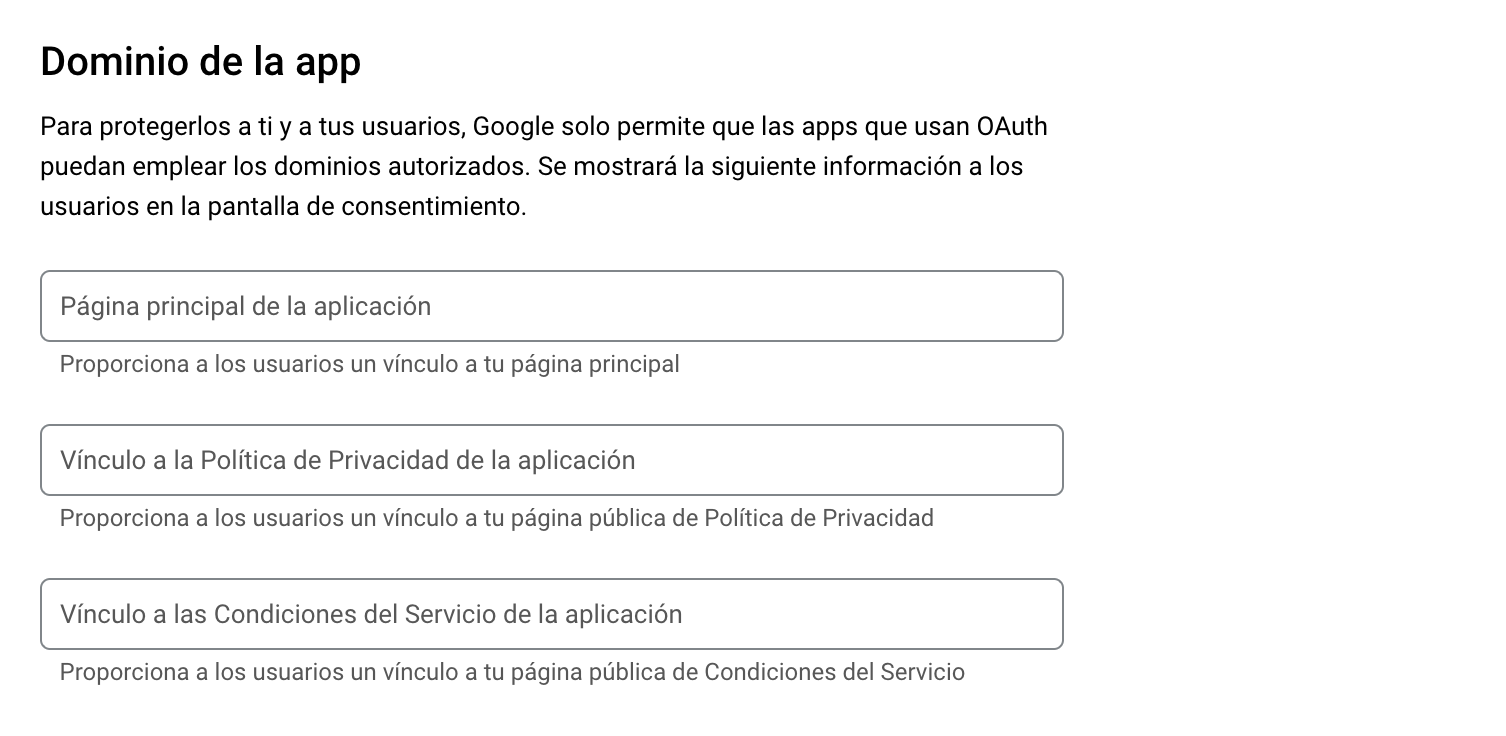 Dominio de la app
Para protegerlos a ti y a tus usuarios, Google solo permite que las apps que usan OAuth
puedan emplear los dominios autorizados. Se mostrará la siguiente información a los
usuarios en la pantalla de consentimiento.
Página principal de la aplicación
Proporciona a los usuarios un vínculo a tu página principal
Vínculo a la Política de Privacidad de la aplicación
Proporciona a los usuarios un vínculo a tu página pública de Política de Privacidad
Vínculo a las Condiciones del Servicio de la aplicación
Proporciona a los usuarios un vínculo a tu página pública de Condiciones del Servicio